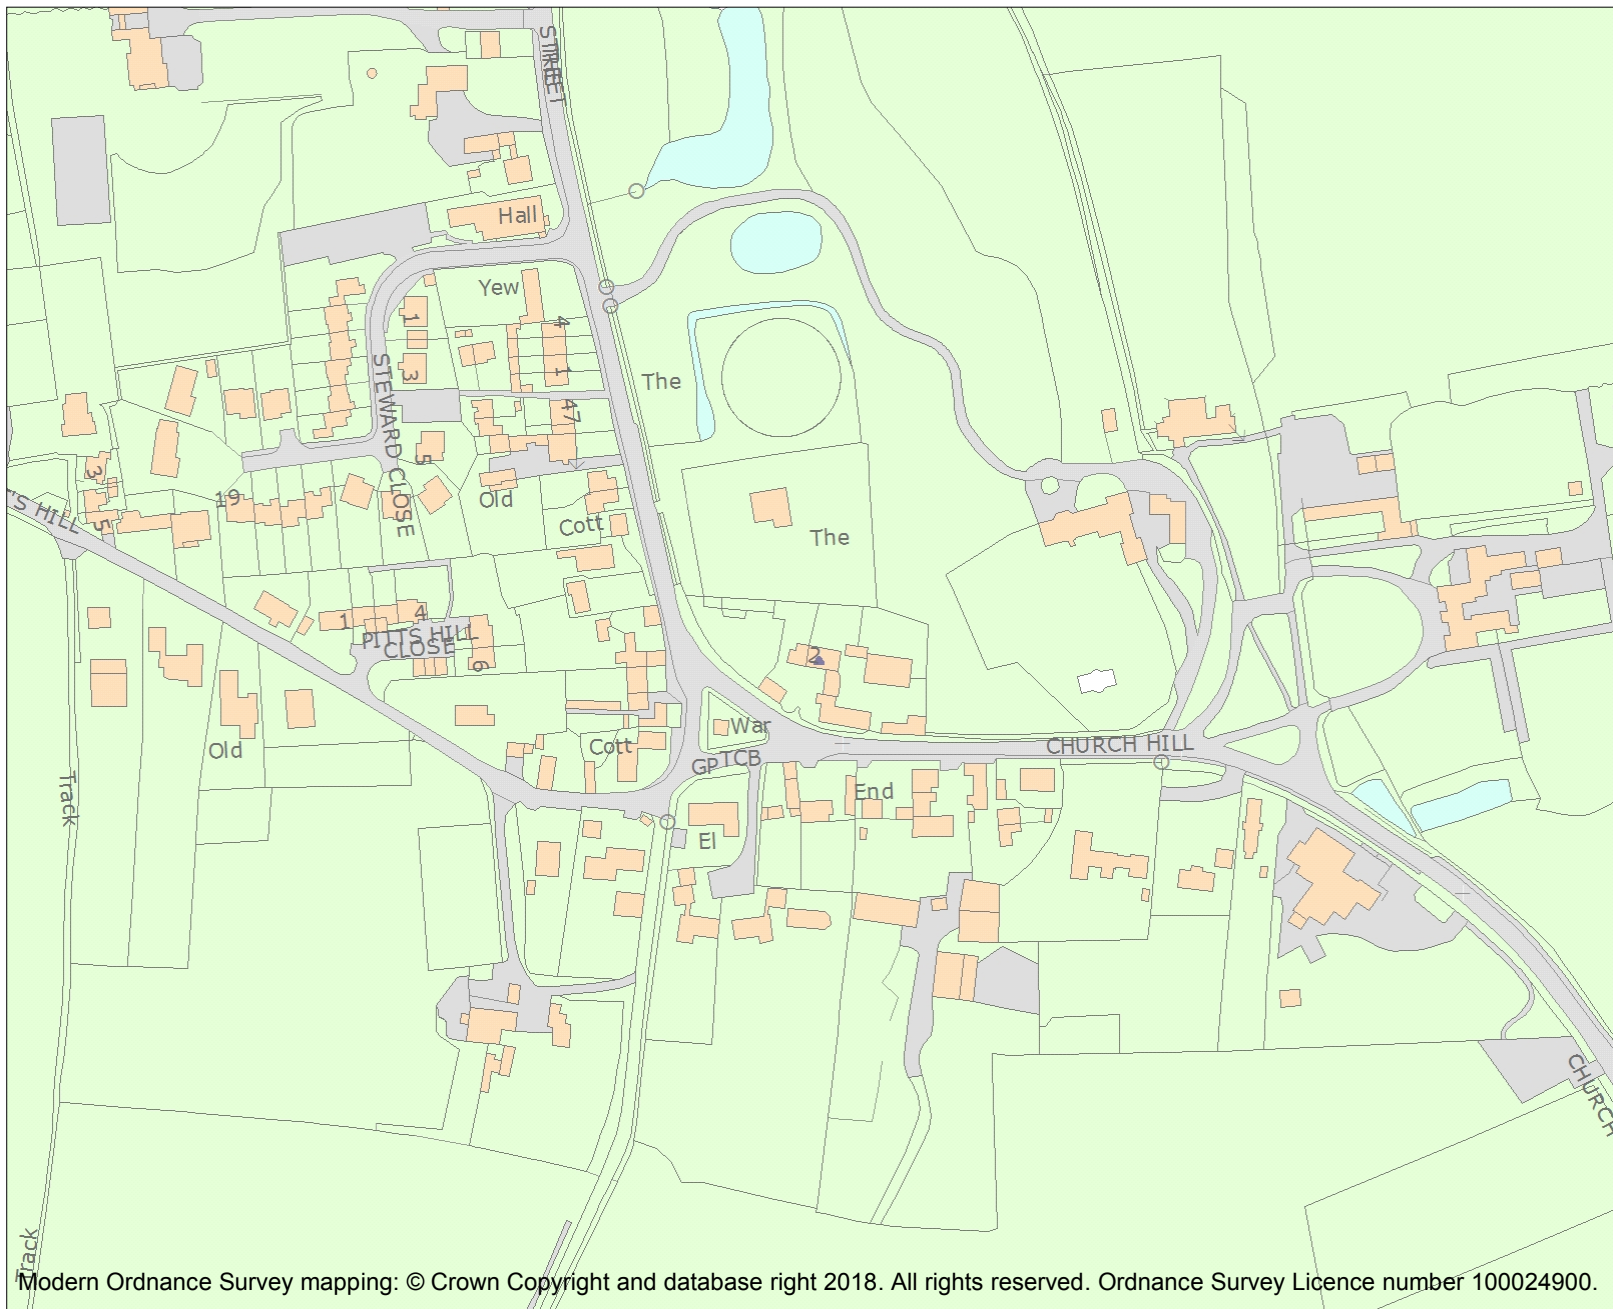 STREET
THE
Hall
Yew
4
1
1
3
The
47
STEWARD CLOSE
5
3
Old
19
'S HILL
5
Cott
The
1
4
PITTS HILL
CLOSE
6
2
War
Old
Cott
GP
TCB
CHURCH HILL
End
Track
El
CHURCH
Track
Modern Ordnance Survey mapping: © Crown Copyright and database right 2018. All rights reserved. Ordnance Survey Licence number 100024900.